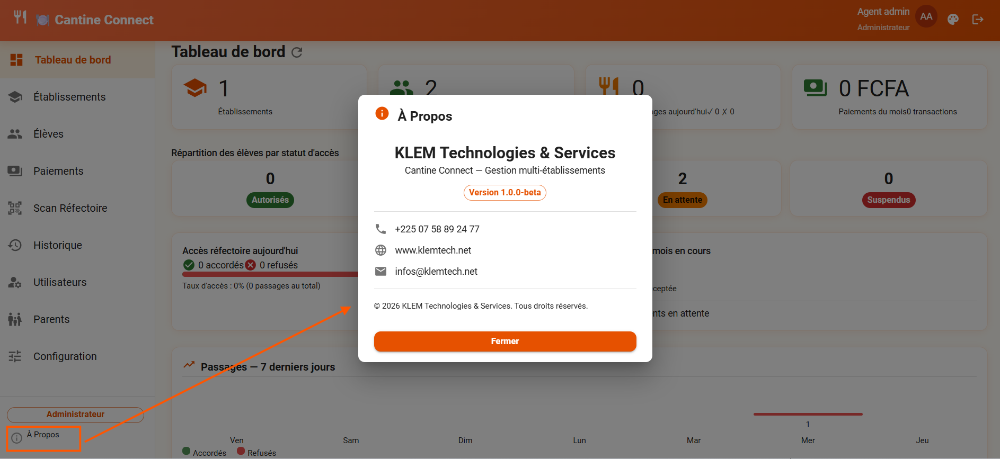 Cantine Connect
Agent admin
AA
Administrateur
Tableau de bord
Établissements
Élèves
Paiements
Scan Réfectoire
Historique
Utilisateurs
Parents
Configuration
Administrateur
À Propos
Tableau de bord
1
Établissements
2
0
ges aujourd'hui✓ 0 ✗ 0
0 FCFA
Paiements du mois0 transactions
Répartition des élèves par statut d'accès
0
Autorisés
2
En attente
0
Suspendus
Accès réfectoire aujourd'hui
0 accordés 0 refusés
Taux d'accès : 0% (0 passages au total)
mois en cours
ceptée
nts en attente
Passages — 7 derniers jours
1
Ven Sam Dim Lun Mar Mer Jeu
Accordés Refusés
À Propos
KLEM Technologies & Services
Cantine Connect — Gestion multi-établissements
Version 1.0.0-beta
+225 07 58 89 24 77
www.klemtech.net
infos@klemtech.net
© 2026 KLEM Technologies & Services. Tous droits réservés.
Fermer